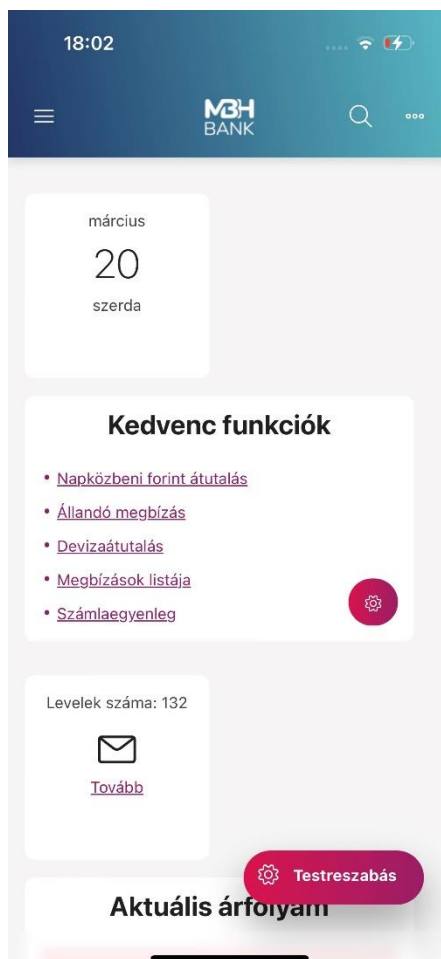 18:02
MBH
BANK
március
20
szerda
Kedvenc funkciók
• Napközbeni forint átutalás
• Állandó megbízás
• Devizaátutalás
• Megbízások listája
• Számlaegyenleg
Levelek száma: 132
Tovább
Testreszabás
Aktuális árfolyam